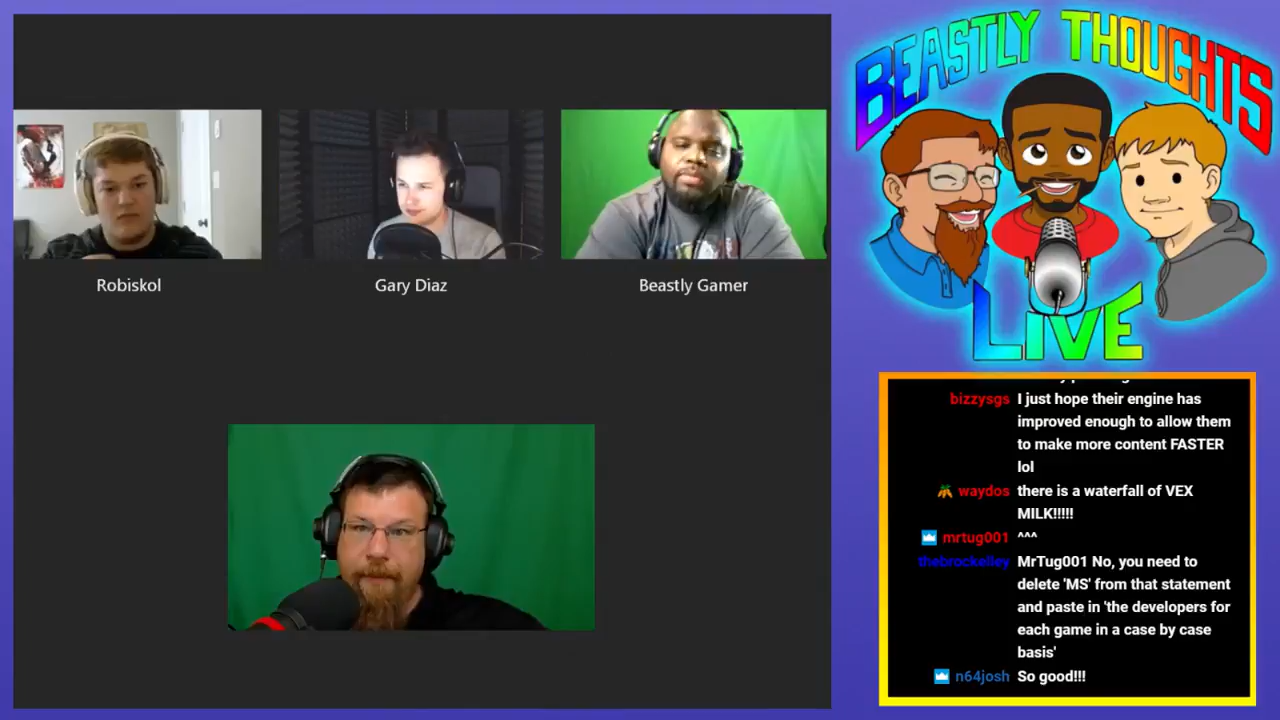 BEASTLY THOUGHTS
LIVE
Robiskol
Gary Diaz
Beastly Gamer
bizzysgs I just hope their engine has
improved enough to allow them
to make more content FASTER
lol
waydos there is a waterfall of VEX
MILK!!!!!
mrtug001 ^^^
thebrockelley MrTug001 No, you need to
delete 'MS' from that statement
and paste in 'the developers for
each game in a case by case
basis'
n64josh So good!!!